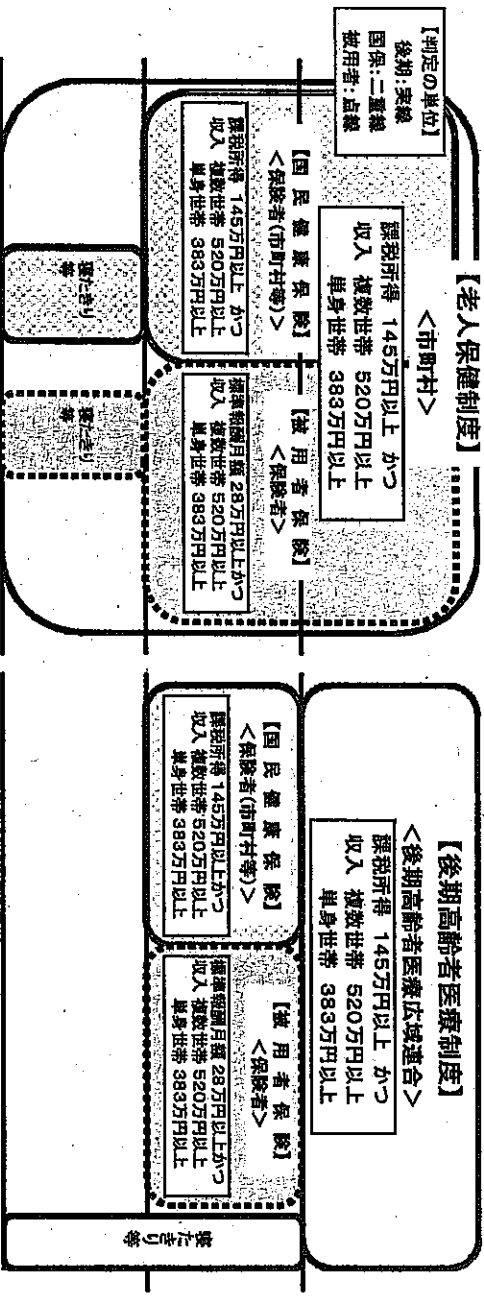 【判定の単位】
後期：実線
国保：二重線
被用者：点線
【老人保健制度】
＜市町村＞
課税所得 145万円以上 かつ
収入 複数世帯 520万円以上
単身世帯 383万円以上
【国民健康保険】
＜保険者(市町村等)＞
課税所得 145万円以上 かつ
収入 複数世帯 520万円以上
単身世帯 383万円以上
【被用者保険】
＜保険者＞
標準報酬月額 28万円以上かつ
収入 複数世帯 520万円以上
単身世帯 383万円以上
寝たきり
等
寝たきり
等
【後期高齢者医療制度】
＜後期高齢者医療広域連合＞
課税所得 145万円以上 かつ
収入 複数世帯 520万円以上
単身世帯 383万円以上
【国民健康保険】
＜保険者(市町村等)＞
課税所得 145万円以上かつ
収入 複数世帯 520万円以上
単身世帯 383万円以上
【被用者保険】
＜保険者＞
標準報酬月額 28万円以上かつ
収入 複数世帯 520万円以上
単身世帯 383万円以上
寝たきり等